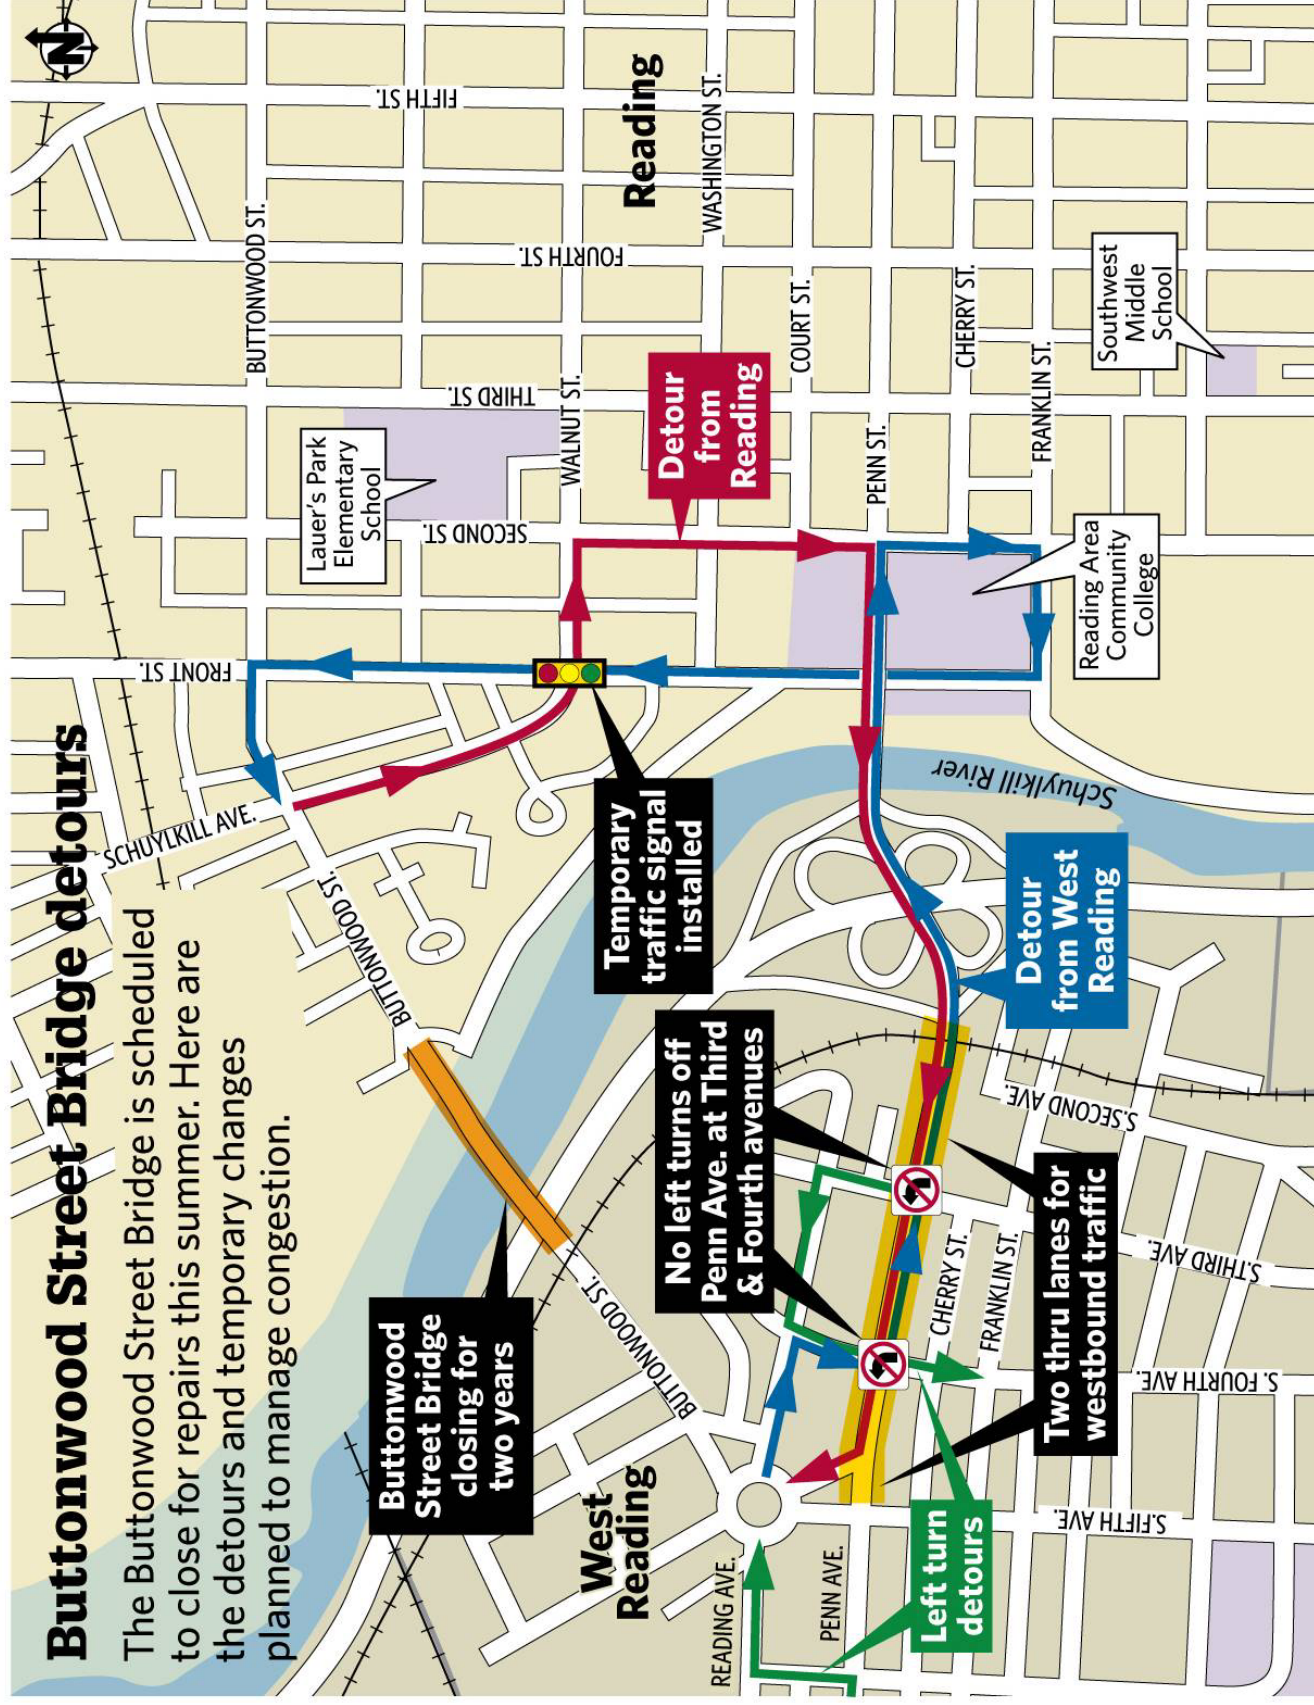 Buttonwood Street Bridge detours
The Buttonwood Street Bridge is scheduled
to close for repairs this summer. Here are
the detours and temporary changes
planned to manage congestion.
N
SCHUYLKILL AVE.
FRONT ST.
BUTTONWOOD ST.
BUTTONWOOD ST.
Lauer's Park
Elementary
School
SECOND ST.
THIRD ST.
FOURTH ST.
FIFTH ST.
WALNUT ST.
Reading
WASHINGTON ST.
COURT ST.
PENN ST.
CHERRY ST.
FRANKLIN ST.
Southwest
Middle
School
Reading Area
Community
College
Detour
from
Reading
Temporary
traffic signal
installed
Schuylkill River
Detour
from West
Reading
Buttonwood
Street Bridge
closing for
two years
BUTTONWOOD ST.
No left turns off
Penn Ave. at Third
& Fourth avenues
West
Reading
READING AVE.
PENN AVE.
CHERRY ST.
FRANKLIN ST.
S.SECOND AVE.
S.THIRD AVE.
S. FOURTH AVE.
S.FIFTH AVE.
Two thru lanes for
westbound traffic
Left turn
detours